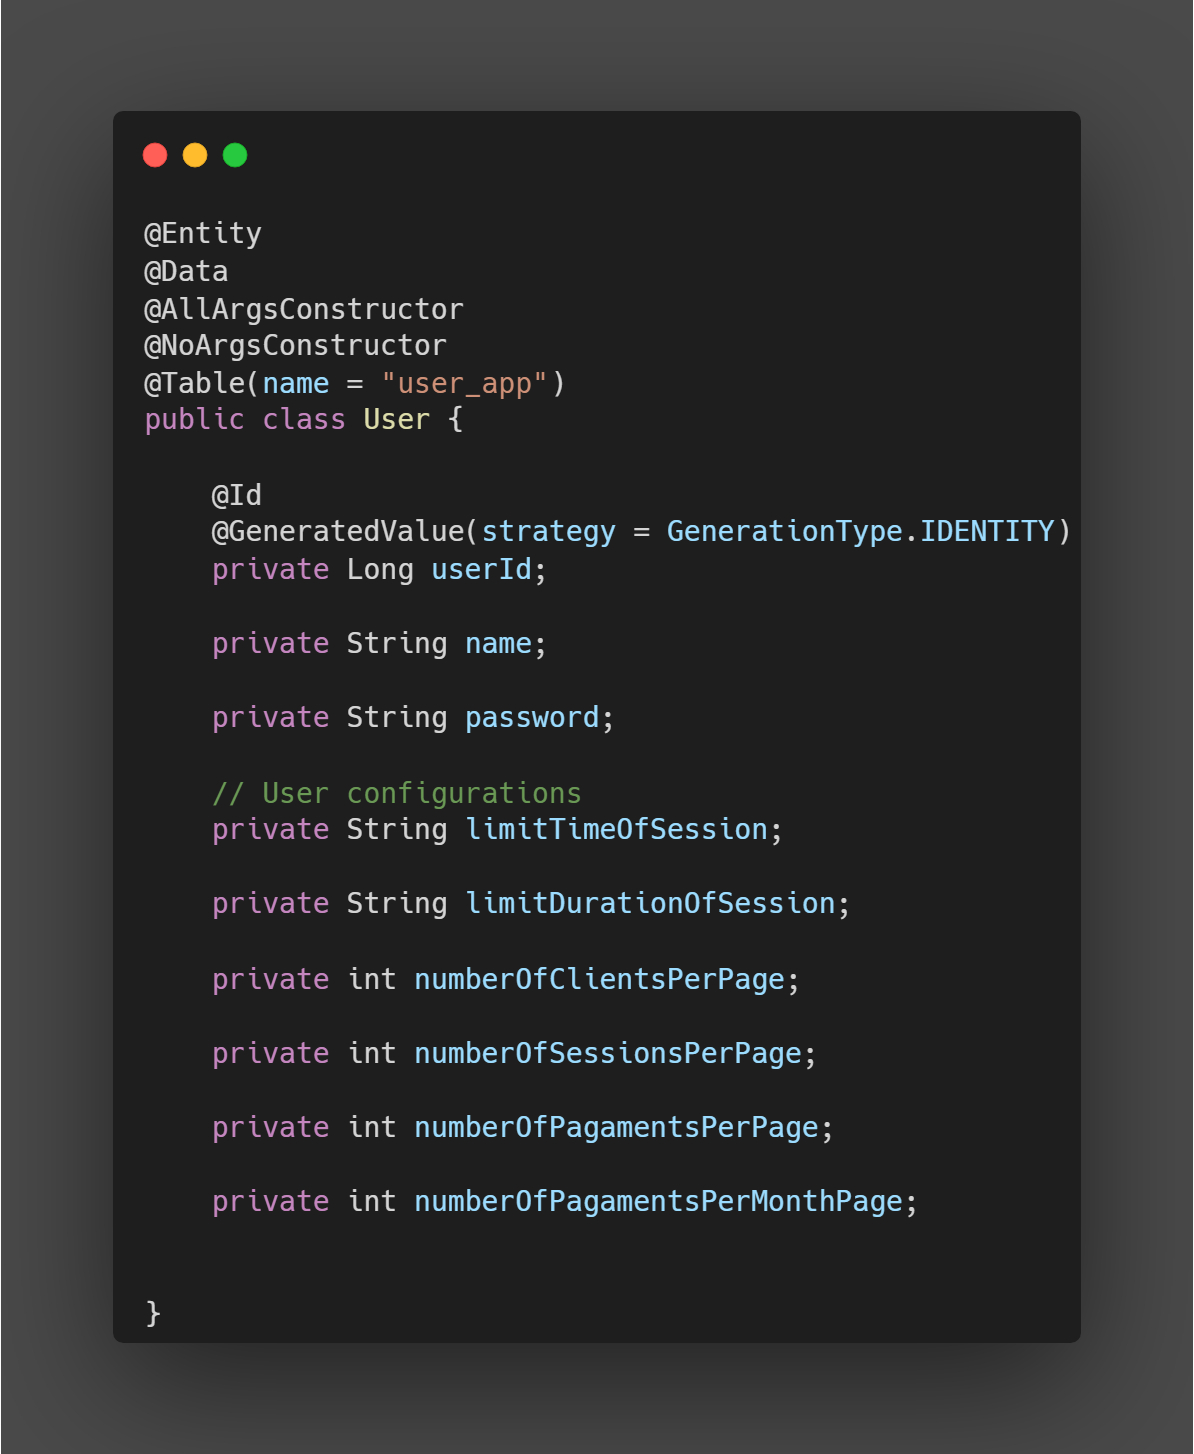 @Entity
@Data
@AllArgsConstructor
@NoArgsConstructor
@Table(name = "user_app")
public class User {
@Id
@GeneratedValue(strategy = GenerationType.IDENTITY)
private Long userId;
private String name;
private String password;
// User configurations
private String limitTimeOfSession;
private String limitDurationOfSession;
private int numberOfClientsPerPage;
private int numberOfSessionsPerPage;
private int numberOfPagamentsPerPage;
private int numberOfPagamentsPerMonthPage;
}